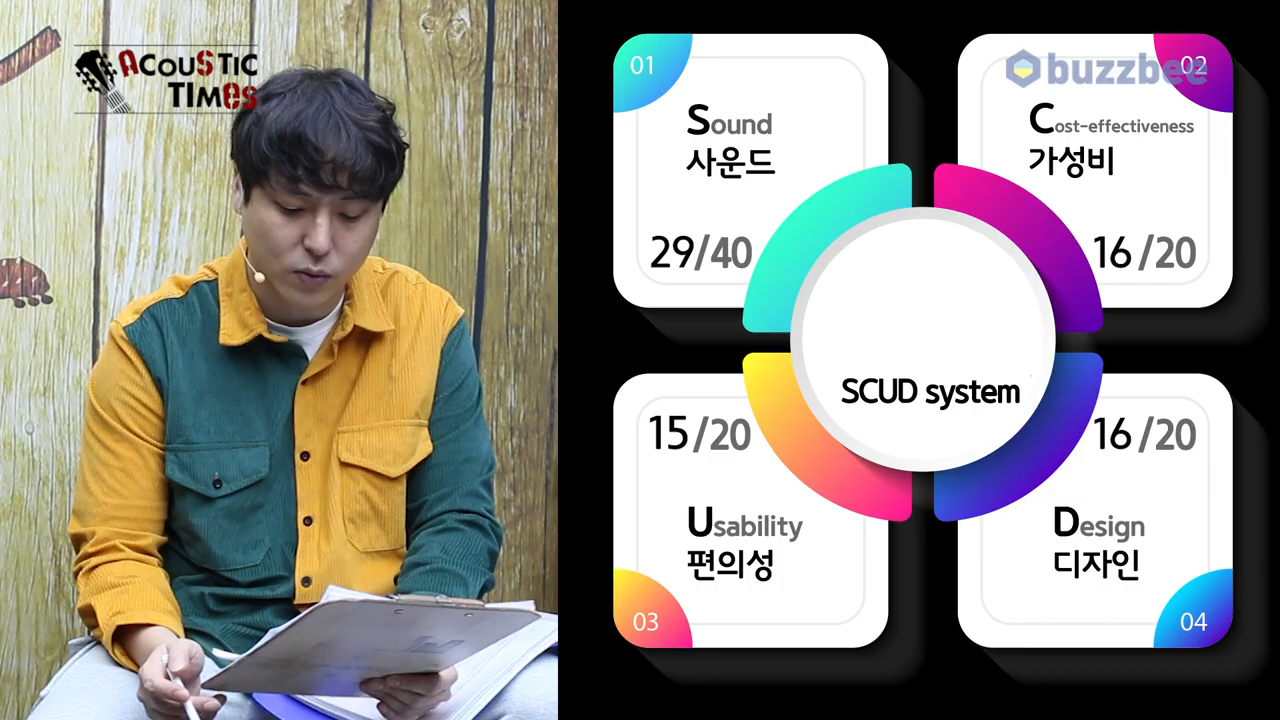 ACOUSTIC
TIMES
buzzbee
01
Sound
사운드
29/40
02
Cost-effectiveness
가성비
16/20
SCUD system
15/20
Usability
편의성
03
16/20
Design
디자인
04